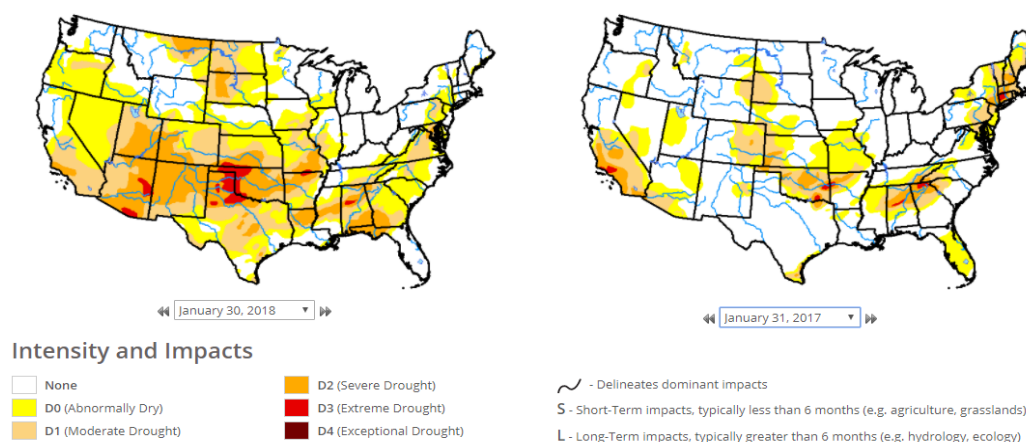 January 30, 2018
January 31, 2017
Intensity and Impacts
None
D0 (Abnormally Dry)
D1 (Moderate Drought)
D2 (Severe Drought)
D3 (Extreme Drought)
D4 (Exceptional Drought)
- Delineates dominant impacts
S - Short-Term impacts, typically less than 6 months (e.g. agriculture, grasslands)
L - Long-Term impacts, typically greater than 6 months (e.g. hydrology, ecology)